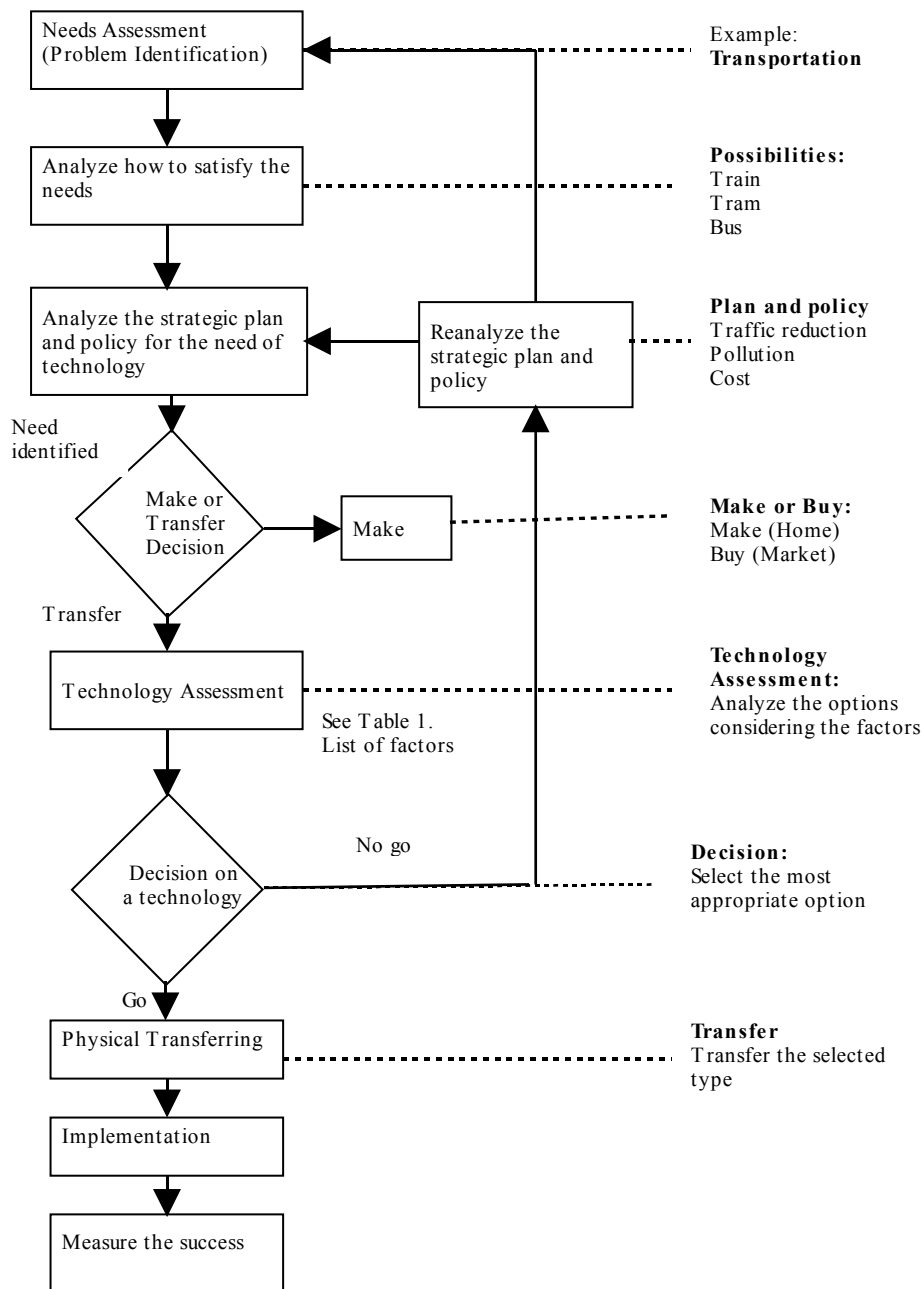 Needs Assessment
(Problem Identification)
Example:
Transportation
Analyze how to satisfy the
needs
Possibilities:
Train
Tram
Bus
Analyze the strategic plan
and policy for the need of
technology
Reanalyze the
strategic plan and
policy
Plan and policy
Traffic reduction
Pollution
Cost
Need
identified
Make or
Transfer
Decision
Make
Make or Buy:
Make (Home)
Buy (Market)
Transfer
Technology Assessment
See Table 1.
List of factors
Technology
Assessment:
Analyze the options
considering the factors
Decision on
a technology
No go
Decision:
Select the most
appropriate option
Go
Physical Transferring
Transfer
Transfer the selected
type
Implementation
Measure the success